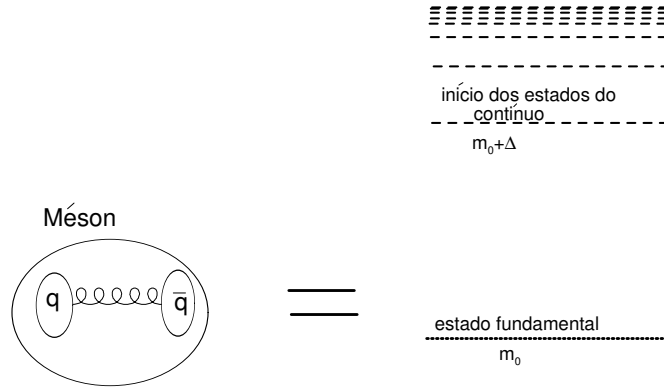 início dos estados do
contínuo
m₀+Δ
Méson
q
q̅
estado fundamental
m₀